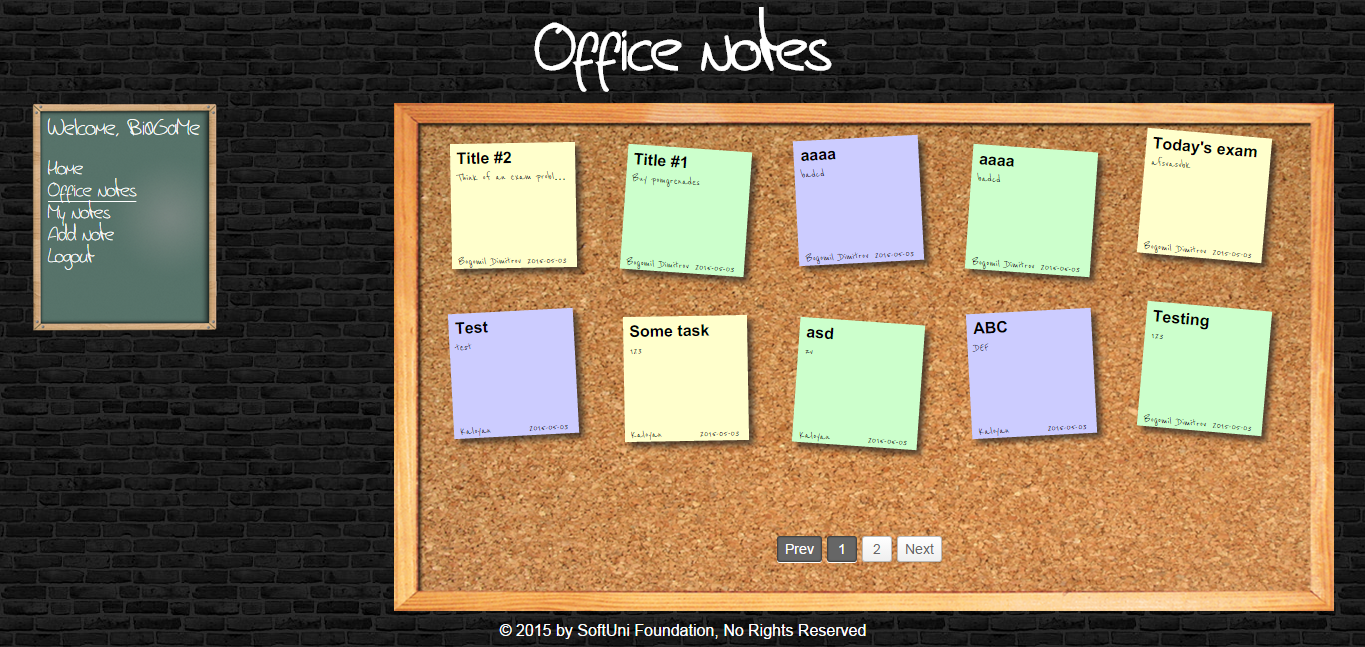 Office Notes
Welcome, BioGaMe
Home
Office Notes
My Notes
Add Note
Logout
Title #2
Think of an exam probl...
Bogomil Dimitrov 2015-05-03
Title #1
Buy pomgrenades
Bogomil Dimitrov 2015-05-03
aaaa
badcd
Bogomil Dimitrov 2015-05-03
aaaa
badcd
Bogomil Dimitrov 2015-05-03
Today's exam
Bogomil Dimitrov 2015-05-03
Test
test
Kaloyan 2015-05-03
Some task
123
Kaloyan 2015-05-03
asd
Kaloyan 2015-05-03
ABC
DEF
Kaloyan 2015-05-03
Testing
123
Bogomil Dimitrov 2015-05-03
Prev 1 2 Next
© 2015 by SoftUni Foundation, No Rights Reserved